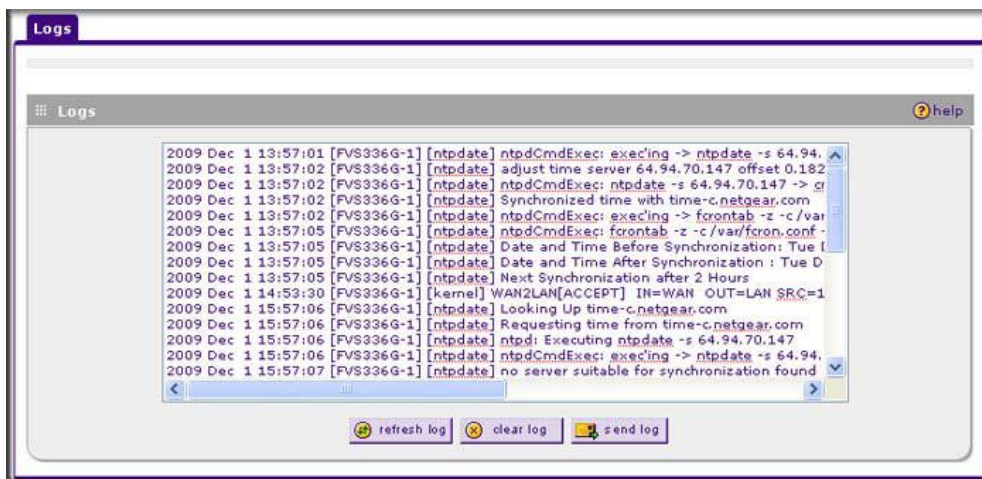 Logs
Logs
help
2009 Dec 1 13:57:01 [FVS336G-1] [ntpdate] ntpdCmdExec: exec'ing -> ntpdate -s 64.94.
2009 Dec 1 13:57:02 [FVS336G-1] [ntpdate] adjust time server 64.94.70.147 offset 0.182
2009 Dec 1 13:57:02 [FVS336G-1] [ntpdate] ntpdCmdExec: ntpdate -s 64.94.70.147 ->
2009 Dec 1 13:57:02 [FVS336G-1] [ntpdate] Synchronized time with time-c.netgear.com
2009 Dec 1 13:57:02 [FVS336G-1] [ntpdate] ntpdCmdExec: exec'ing -> fcrontab -z -c /var
2009 Dec 1 13:57:05 [FVS336G-1] [ntpdate] ntpdCmdExec: fcrontab -z -c /var/fcron.conf -
2009 Dec 1 13:57:05 [FVS336G-1] [ntpdate] Date and Time Before Synchronization: Tue
2009 Dec 1 13:57:05 [FVS336G-1] [ntpdate] Date and Time After Synchronization : Tue D
2009 Dec 1 13:57:05 [FVS336G-1] [ntpdate] Next Synchronization after 2 Hours
2009 Dec 1 14:53:30 [FVS336G-1] [kernel] WAN2LAN[ACCEPT] IN=WAN OUT=LAN SRC=1
2009 Dec 1 15:57:06 [FVS336G-1] [ntpdate] Looking Up time-c.netgear.com
2009 Dec 1 15:57:06 [FVS336G-1] [ntpdate] Requesting time from time-c.netgear.com
2009 Dec 1 15:57:06 [FVS336G-1] [ntpdate] ntpd: Executing ntpdate -s 64.94.70.147
2009 Dec 1 15:57:06 [FVS336G-1] [ntpdate] ntpdCmdExec: exec'ing -> ntpdate -s 64.94.
2009 Dec 1 15:57:07 [FVS336G-1] [ntpdate] no server suitable for synchronization found
refresh log
clear log
send log